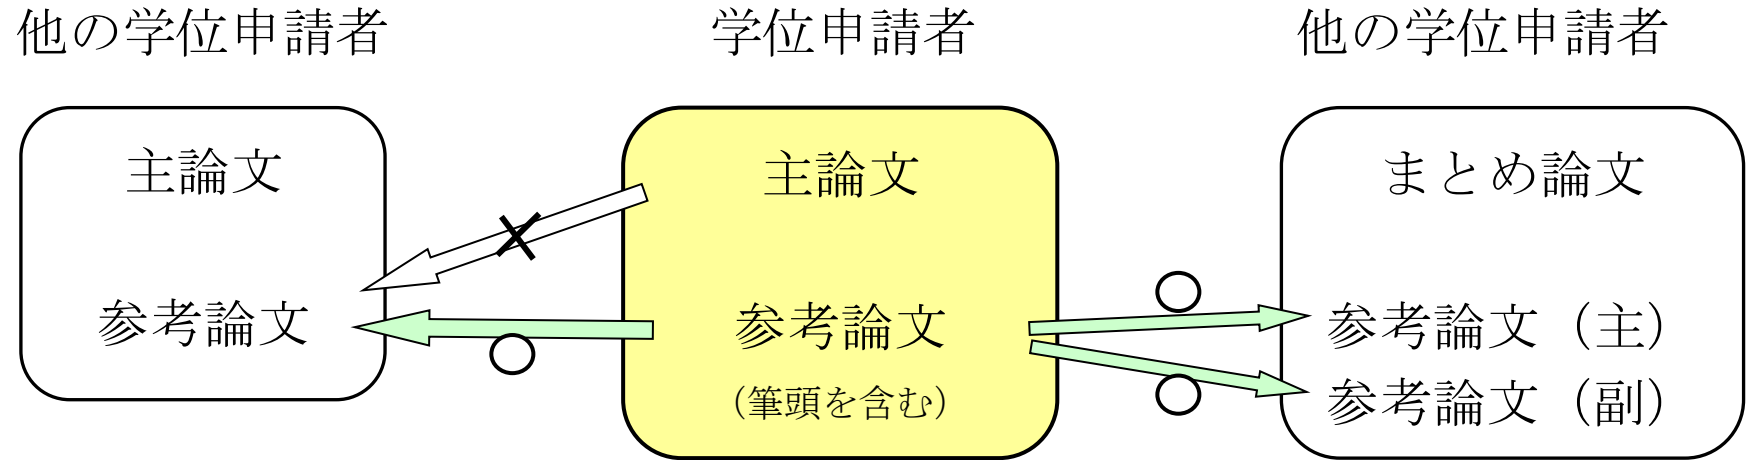 他の学位申請者
学位申請者
他の学位申請者
主論文
参考論文
主論文
参考論文
（筆頭を含む）
まとめ論文
参考論文（主）
参考論文（副）